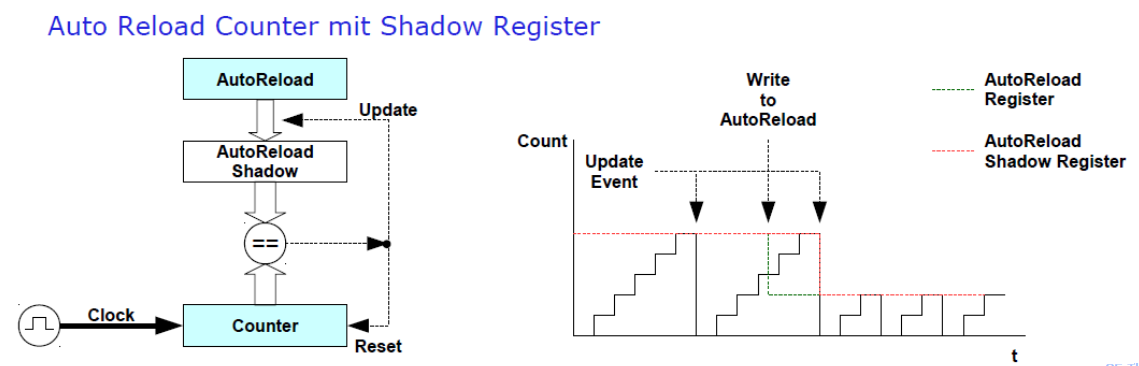 Auto Reload Counter mit Shadow Register
AutoReload
Update
AutoReload
Shadow
==
Clock
Counter
Reset
Write
to
AutoReload
Count
Update
Event
t
AutoReload
Register
AutoReload
Shadow Register